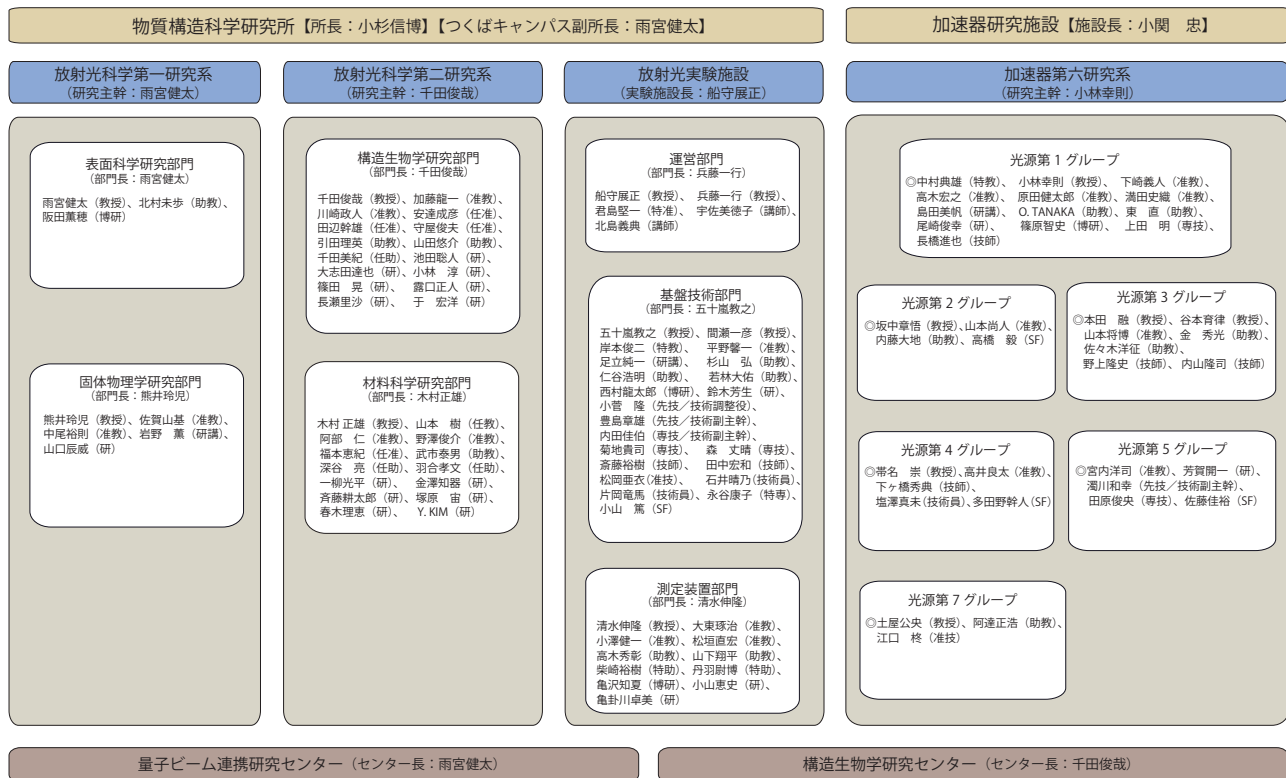 物質構造科学研究所【所長：小杉信博】【つくばキャンパス副所長：雨宮健太】
加速器研究施設【施設長：小関　忠】
放射光科学第一研究系
（研究主幹：雨宮健太）
放射光科学第二研究系
（研究主幹：千田俊哉）
放射光実験施設
（実験施設長：船守展正）
加速器第六研究系
（研究主幹：小林幸則）
表面科学研究部門
（部門長：雨宮健太）
雨宮健太（教授）、北村未歩（助教）、
阪田薫穂（博研）
固体物理学研究部門
（部門長：熊井玲児）
熊井玲児（教授）、佐賀山基（准教）、
中尾裕則（准教）、岩野　薫（研講）、
山口辰威（研）
構造生物学研究部門
（部門長：千田俊哉）
千田俊哉（教授）、加藤龍一（准教）、
川崎政人（准教）、安達成彦（任准）、
田辺幹雄（任准）、守屋俊夫（任准）、
引田理英（助教）、山田悠介（助教）、
千田美紀（任助）、池田聡人（研）、
大志田達也（研）、小林　淳（研）、
篠田　晃（研）、　露口正人（研）、
長瀬里沙（研）、　于　宏洋（研）
材料科学研究部門
（部門長：木村正雄）
木村 正雄（教授）、山本　樹（任教）、
阿部　仁（准教）、野澤俊介（准教）、
福本恵紀（任准）、武市泰男（助教）、
深谷　亮（任助）、羽合孝文（任助）、
一柳光平（研）、　金澤知器（研）、
斉藤耕太郎（研）、塚原　宙（研）、
春木理恵（研）、　Y. KIM（研）
運営部門
（部門長：兵藤一行）
船守展正（教授）、兵藤一行（教授）、
君島堅一（特准）、宇佐美徳子（講師）、
北島義典（講師）
基盤技術部門
（部門長：五十嵐教之）
五十嵐教之（教授）、間瀬一彦（教授）、
岸本俊二（特教）、　平野馨一（准教）、
足立純一（研講）、　杉山　弘（助教）、
仁谷浩明（助教）、　若林大佑（助教）、
西村龍太郎（博研）、鈴木芳生（研）、
小菅　隆（先技／技術調整役）、
豊島章雄（先技／技術副主幹）、
内田佳伯（専技／技術副主幹）、
菊地貴司（専技）、　森　丈晴（専技）、
斎藤裕樹（技師）、　田中宏和（技師）、
松岡亜衣（准技）、　石井晴乃（技術員）、
片岡竜馬（技術員）、永谷康子（特専）、
小山　篤（SF）
測定装置部門
（部門長：清水伸隆）
清水伸隆（教授）、大東琢治（准教）、
小澤健一（准教）、松垣直宏（准教）、
高木秀彰（助教）、山下翔平（助教）、
柴崎裕樹（特助）、丹羽尉博（特助）、
亀沢知夏（博研）、小山恵史（研）、
亀卦川卓美（研）
光源第 1 グループ
◎中村典雄（特教）、　小林幸則（教授）、　下崎義人（准教）、
高木宏之（准教）、　原田健太郎（准教）、満田史織（准教）、
島田美帆（研講）、　O. TANAKA（助教）、東　直（助教）、
尾崎俊幸（研）、　　篠原智史（博研）、　上田　明（専技）、
長橋進也（技師）
光源第 2 グループ
◎坂中章悟（教授）、山本尚人（准教）、
内藤大地（助教）、高橋　毅（SF）
光源第 3 グループ
◎本田　融（教授）、谷本育律（教授）、
山本将博（准教）、金　秀光（助教）、
佐々木洋征（助教）、
野上隆史（技師）、内山隆司（技師）
光源第 4 グループ
◎帯名　崇（教授）、高井良太（准教）、
下ヶ橋秀典（技師）、
塩澤真未（技術員）、多田野幹人（SF）
光源第 5 グループ
◎宮内洋司（准教）、芳賀開一（研）、
濁川和幸（先技／技術副主幹）、
田原俊央（専技）、佐藤佳裕（SF）
光源第 7 グループ
◎土屋公央（教授）、阿達正浩（助教）、
江口　柊（准技）
量子ビーム連携研究センター（センター長：雨宮健太）
構造生物学研究センター（センター長：千田俊哉）